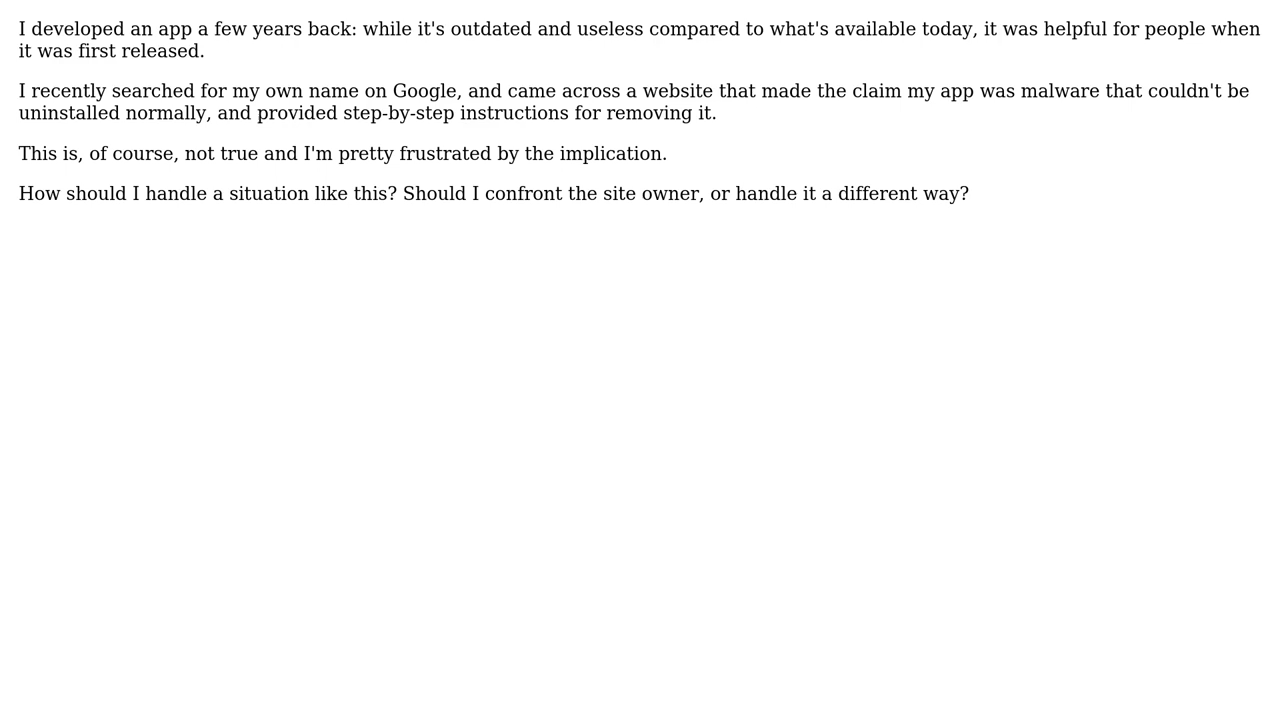 I developed an app a few years back: while it's outdated and useless compared to what's available today, it was helpful for people when
it was first released.
I recently searched for my own name on Google, and came across a website that made the claim my app was malware that couldn't be
uninstalled normally, and provided step-by-step instructions for removing it.
This is, of course, not true and I'm pretty frustrated by the implication.
How should I handle a situation like this? Should I confront the site owner, or handle it a different way?